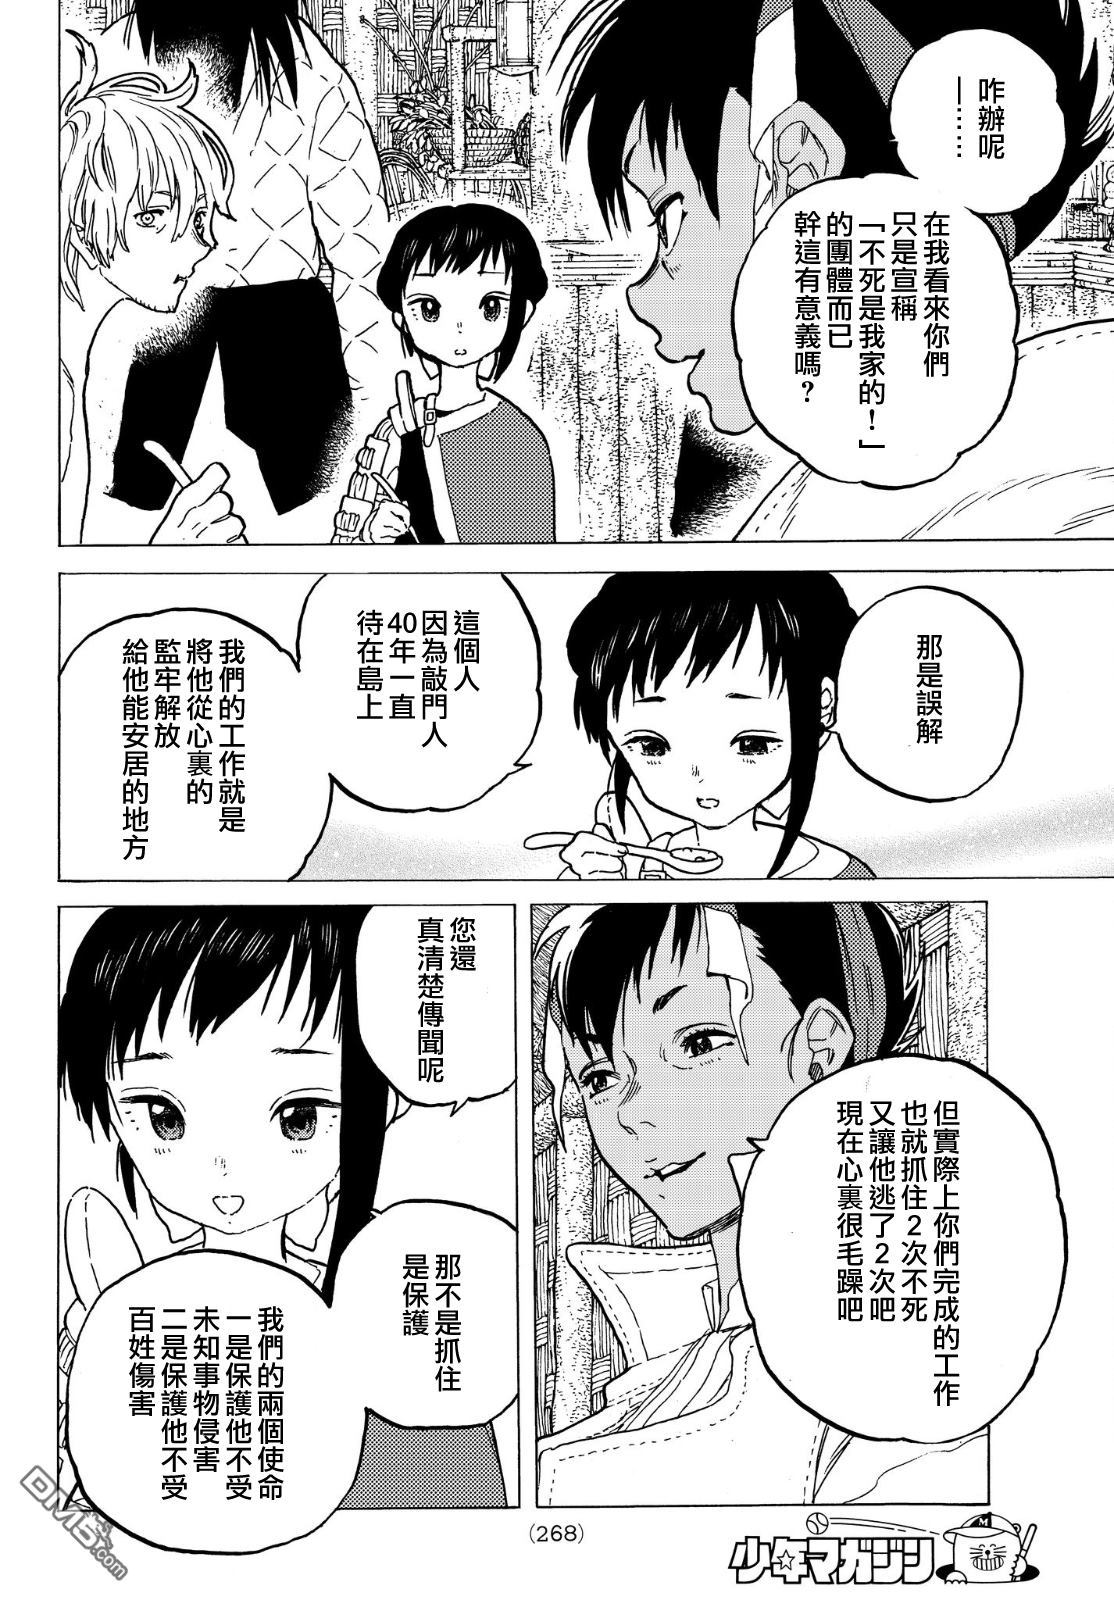 咋辦呢
—………
在我看來你們
只是宣稱
「不死是我家的！」
的團體而已
幹這有意義嗎？
那是誤解
這個人
因為敲門人
40年一直
待在島上
我們的工作就是
將他從心裏的
監牢解放
給他能安居的地方
但實際上你們完成的工作
也就抓住2次不死
又讓他逃了2次吧
現在心裏很毛躁吧
您還
真清楚傳聞呢
那不是抓住
是保護
我們的兩個使命
一是保護他不受
未知事物侵害
二是保護他不受
百姓傷害
(268)
少年マガジン
M
DM5.com